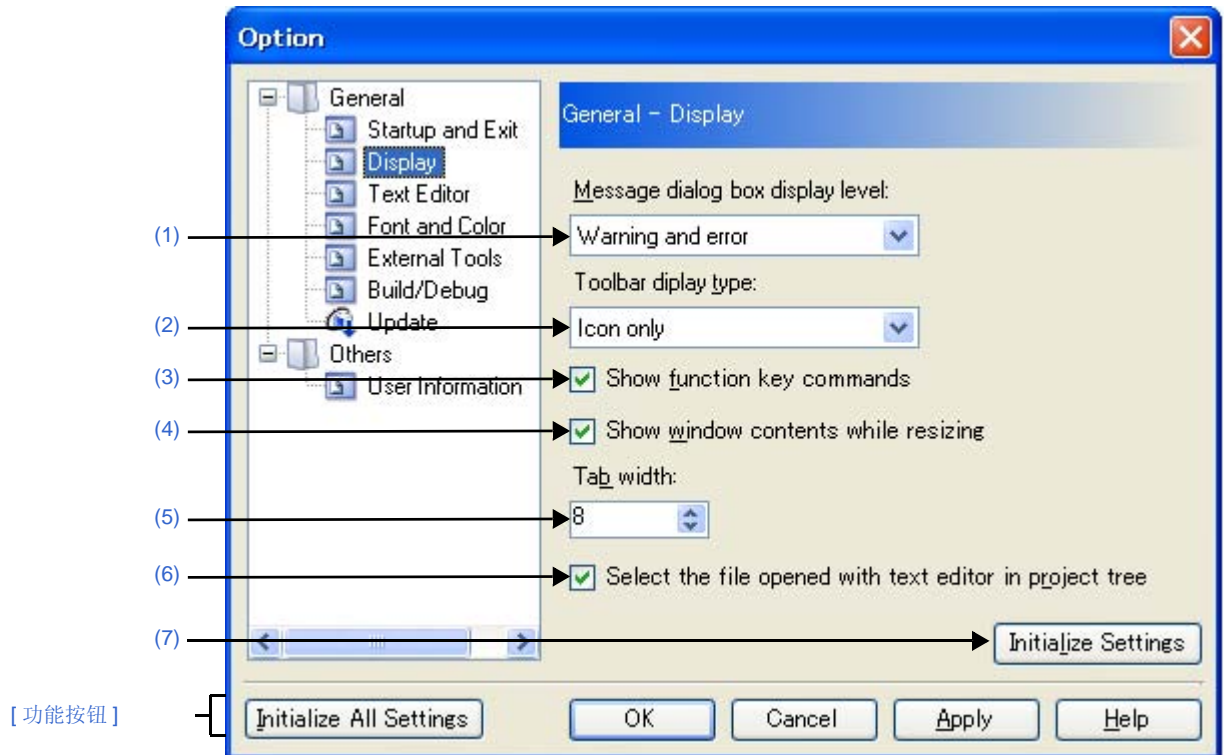 Option
General
Startup and Exit
Display
Text Editor
Font and Color
External Tools
Build/Debug
Update
Others
User Information
General - Display
Message dialog box display level:
(1)
Warning and error
Toolbar diplay type:
(2)
Icon only
(3)
Show function key commands
(4)
Show window contents while resizing
Tab width:
(5)
8
(6)
Select the file opened with text editor in project tree
(7)
Initialize Settings
[ 功能按钮 ]
Initialize All Settings
OK
Cancel
Apply
Help